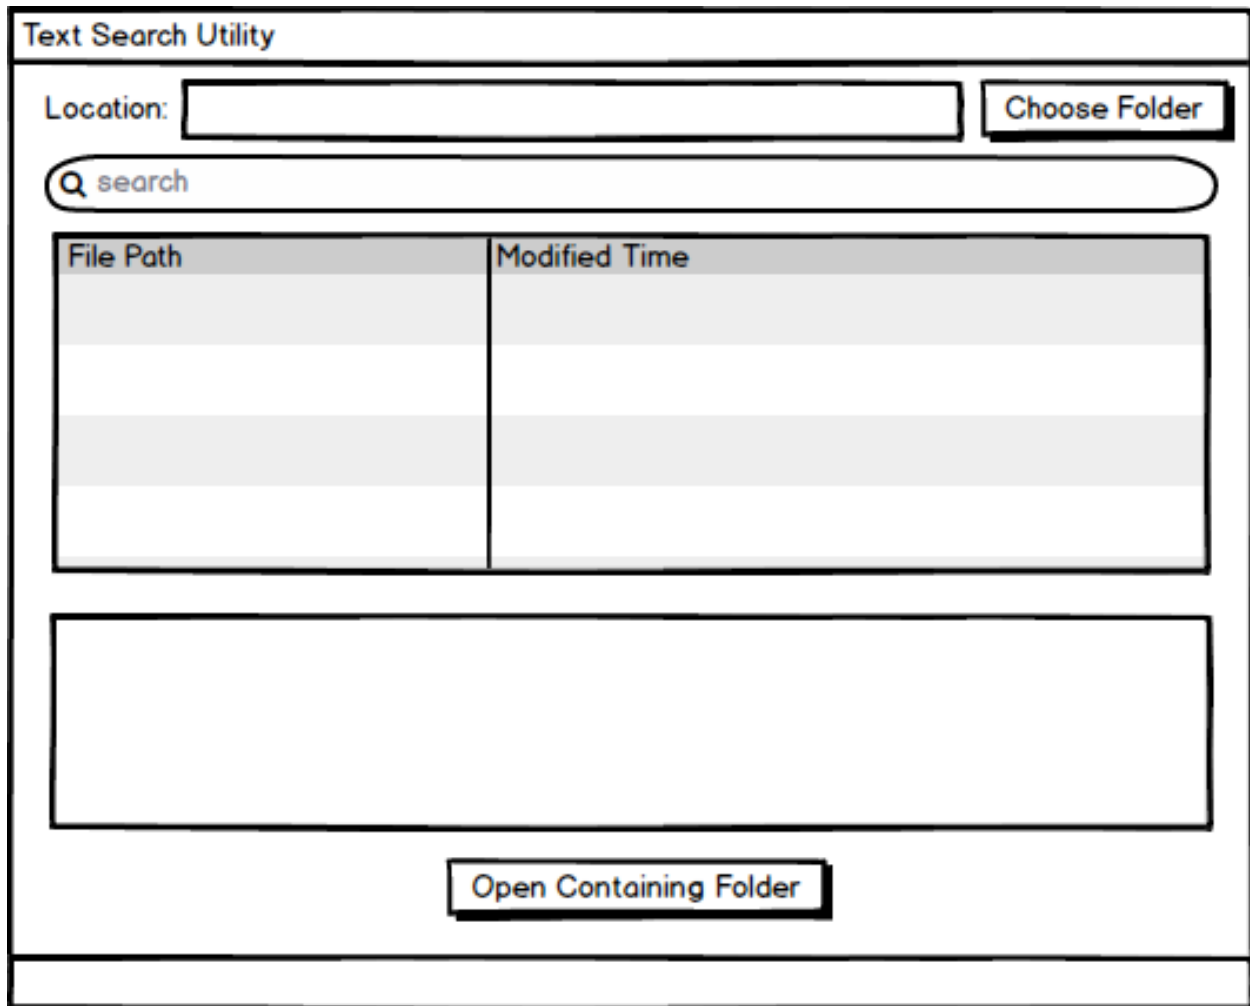 Text Search Utility
Location: Choose Folder
search
File Path Modified Time
Open Containing Folder